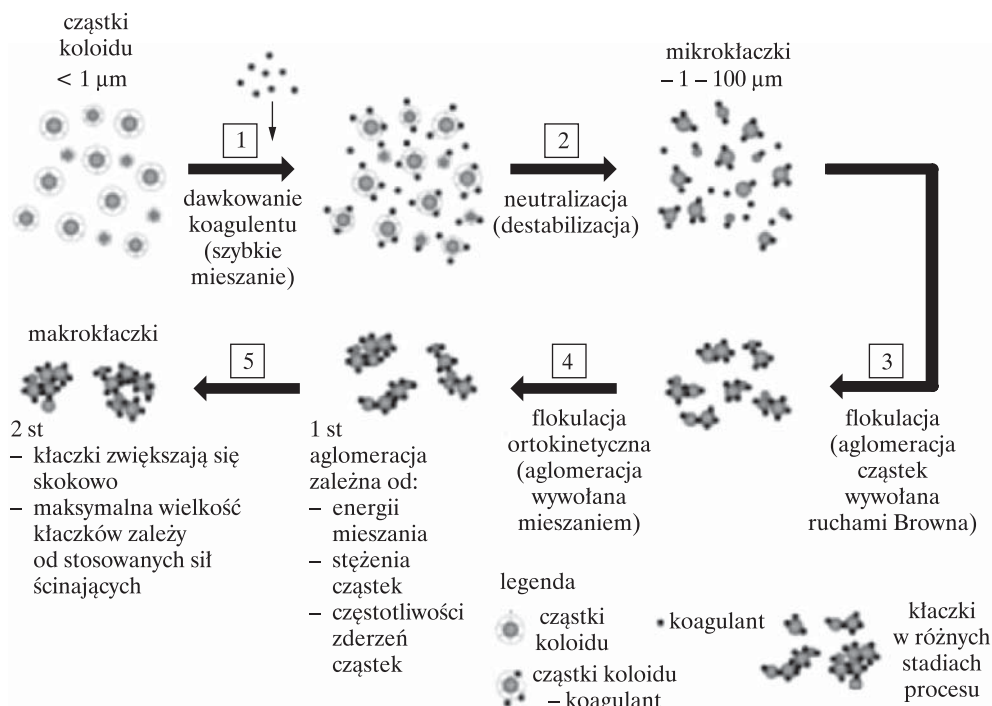 cząstki
koloidu
< 1 μm
1
dawkowanie
koagulentu
(szybkie
mieszanie)
2
neutralizacja
(destabilizacja)
mikrokłaczki
– 1 – 100 μm
3
flokulacja
(aglomeracja
cząstek
wywołana
ruchami Browna)
4
flokulacja
ortokinetyczna
(aglomeracja
wywołana
mieszaniem)
1 st
aglomeracja
zależna od:
– energii
mieszania
– stężenia
cząstek
– częstotliwości
zderzeń
cząstek
5
makrokłaczki
2 st
– kłaczki zwiększają się
skokowo
– maksymalna wielkość
kłaczków zależy
od stosowanych sił
ścinających
legenda
cząstki
koloidu
cząstki koloidu
– koagulant
koagulant
kłaczki
w różnych
stadiach
procesu